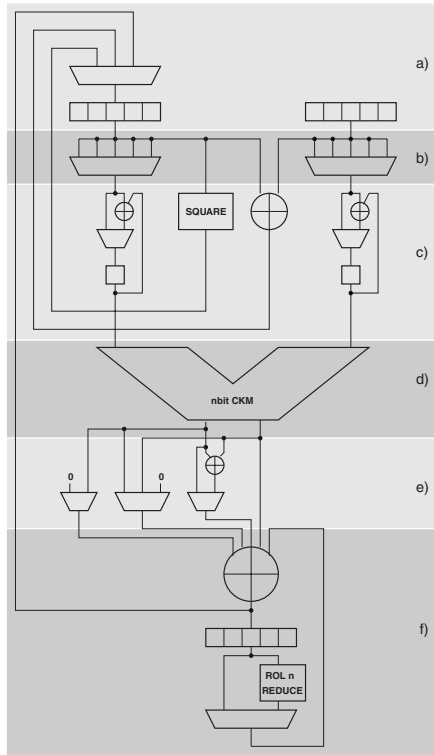 a)
b)
SQUARE
c)
nbit CKM
d)
0
0
e)
f)
ROL n
REDUCE